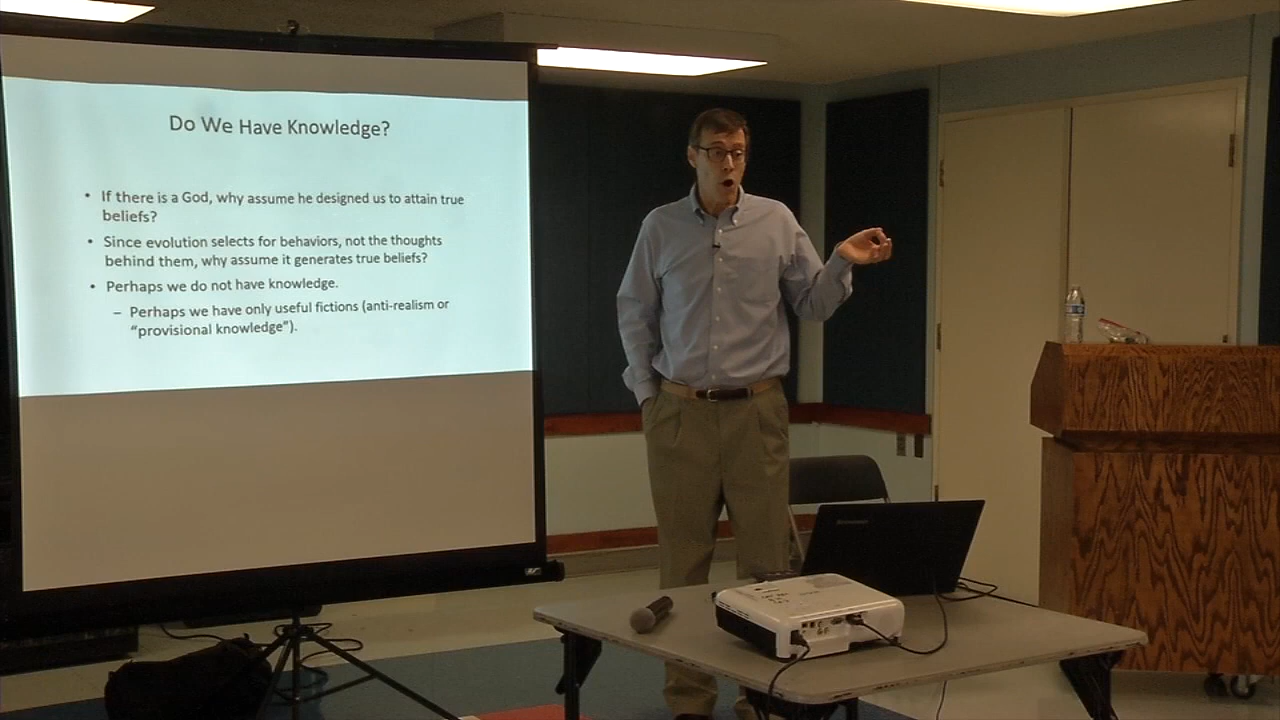 Do We Have Knowledge?
• If there is a God, why assume he designed us to attain true
beliefs?
• Since evolution selects for behaviors, not the thoughts
behind them, why assume it generates true beliefs?
• Perhaps we do not have knowledge.
– Perhaps we have only useful fictions (anti-realism or
“provisional knowledge”).